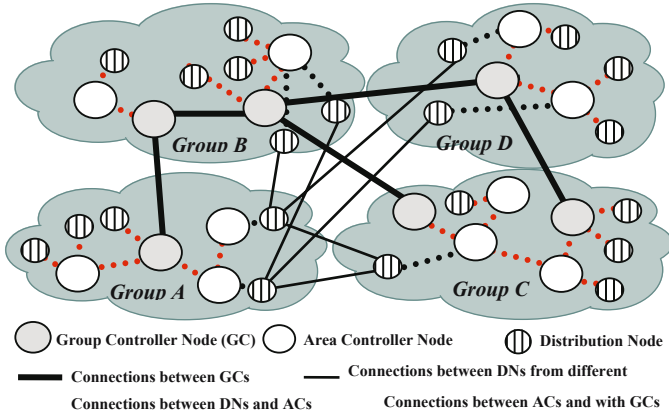 Group B
Group D
Group A
Group C
Group Controller Node (GC)
Area Controller Node
Distribution Node
Connections between GCs
Connections between DNs from different
Connections between DNs and ACs
Connections between ACs and with GCs